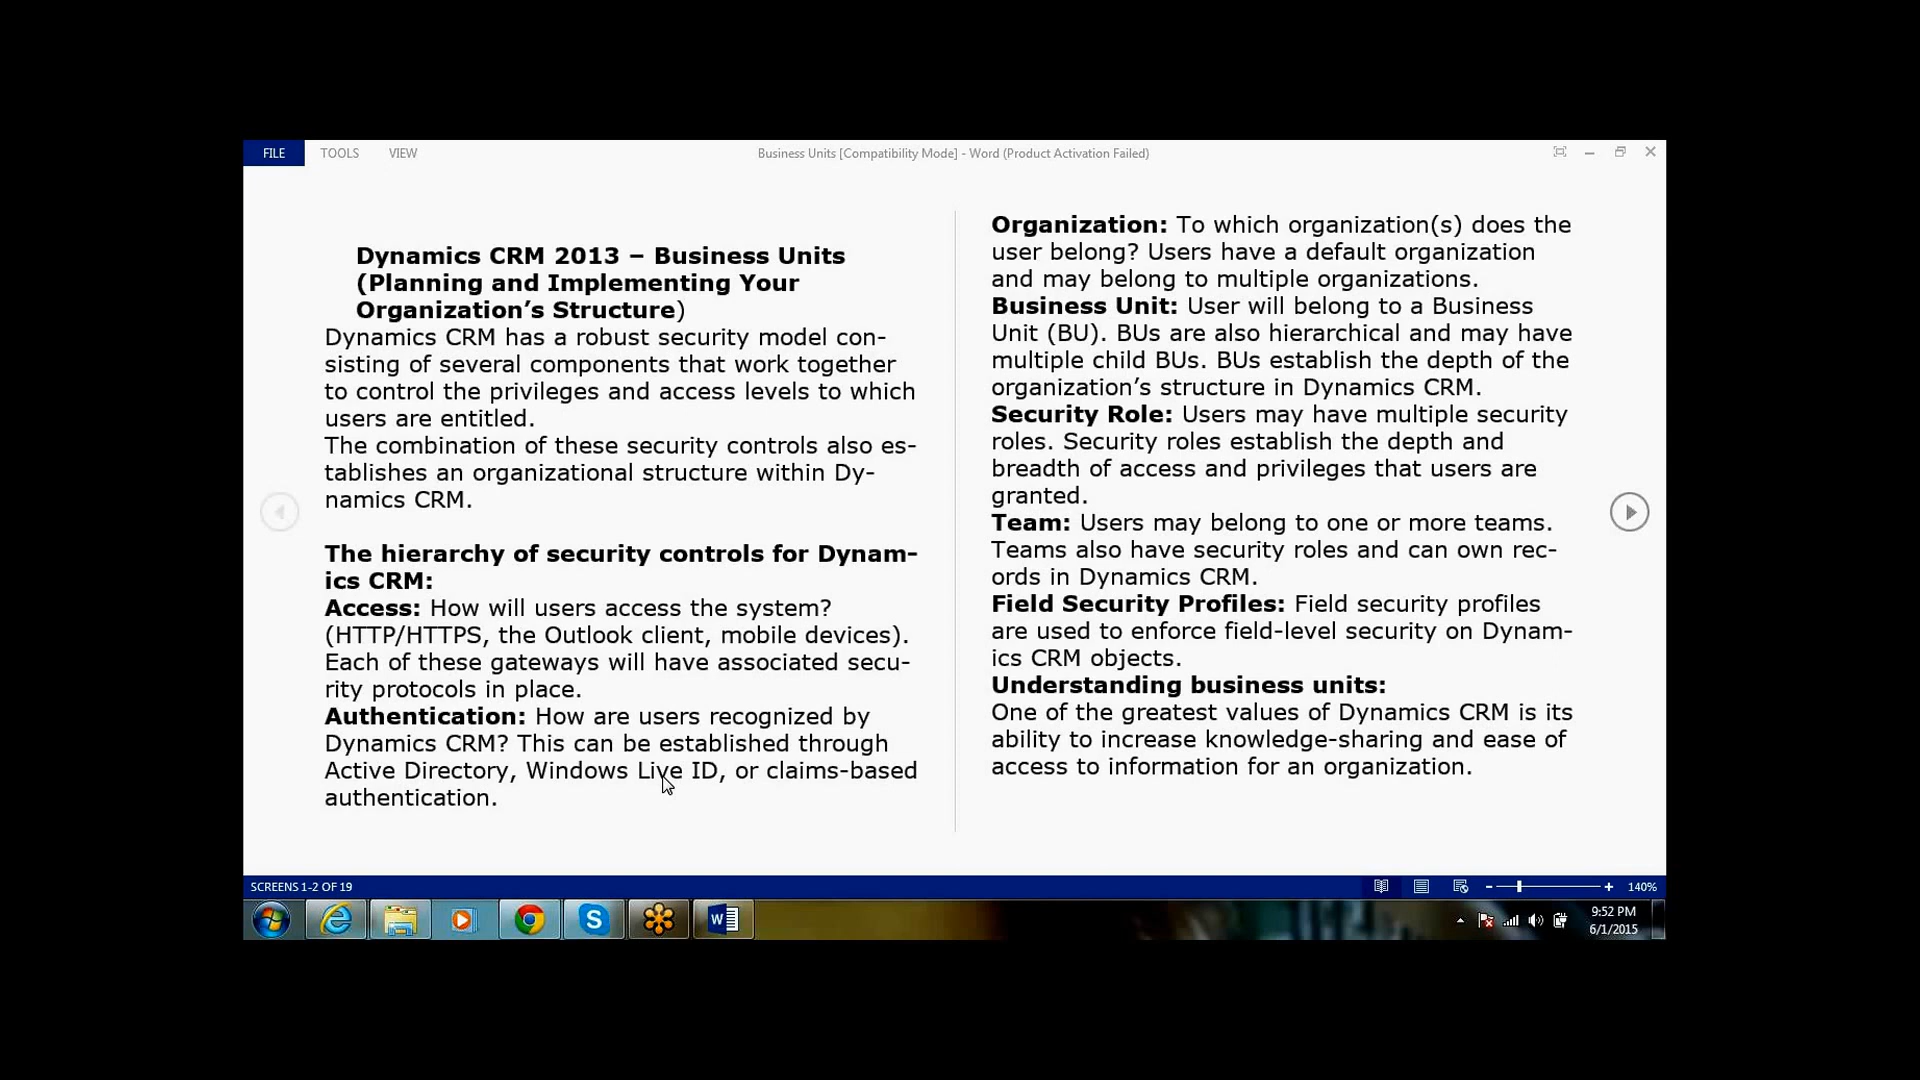 FILE TOOLS VIEW Business Units [Compatibility Mode] - Word (Product Activation Failed)
Dynamics CRM 2013 – Business Units
(Planning and Implementing Your
Organization’s Structure)
Dynamics CRM has a robust security model con-
sisting of several components that work together
to control the privileges and access levels to which
users are entitled.
The combination of these security controls also es-
tablishes an organizational structure within Dy-
namics CRM.
The hierarchy of security controls for Dynam-
ics CRM:
Access: How will users access the system?
(HTTP/HTTPS, the Outlook client, mobile devices).
Each of these gateways will have associated secu-
rity protocols in place.
Authentication: How are users recognized by
Dynamics CRM? This can be established through
Active Directory, Windows Live ID, or claims-based
authentication.
Organization: To which organization(s) does the
user belong? Users have a default organization
and may belong to multiple organizations.
Business Unit: User will belong to a Business
Unit (BU). BUs are also hierarchical and may have
multiple child BUs. BUs establish the depth of the
organization’s structure in Dynamics CRM.
Security Role: Users may have multiple security
roles. Security roles establish the depth and
breadth of access and privileges that users are
granted.
Team: Users may belong to one or more teams.
Teams also have security roles and can own rec-
ords in Dynamics CRM.
Field Security Profiles: Field security profiles
are used to enforce field-level security on Dynam-
ics CRM objects.
Understanding business units:
One of the greatest values of Dynamics CRM is its
ability to increase knowledge-sharing and ease of
access to information for an organization.
SCREENS 1-2 OF 19
140%
9:52 PM
6/1/2015